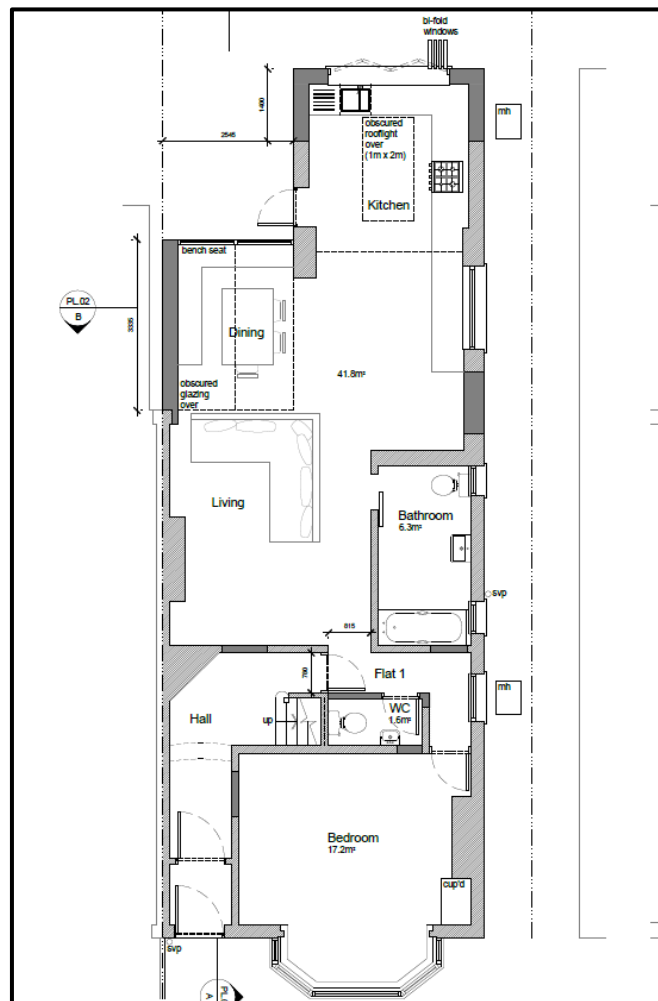 bi-fold
windows
1400
2545
mh
obscured
rooflight
over
(1m x 2m)
Kitchen
bench seat
PL.02
B
3335
Dining
41.8m²
obscured
glazing
over
Living
Bathroom
6.3m²
svp
815
780
Flat 1
mh
Hall
up
WC
1.5m²
Bedroom
17.2m²
cup'd
svp
A